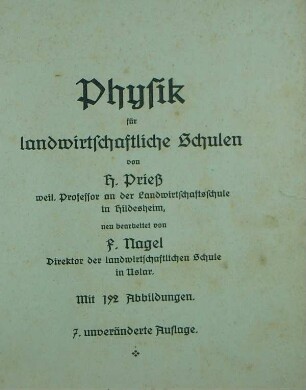 Physik
für
landwirtschaftliche Schulen
von
H. Prieß
weil. Professor an der Landwirtschaftsschule
in Hildesheim,
neu bearbeitet von
F. Nagel
Direktor der landwirtschaftlichen Schule
in Uslar.
Mit 192 Abbildungen.
7. unveränderte Auflage.